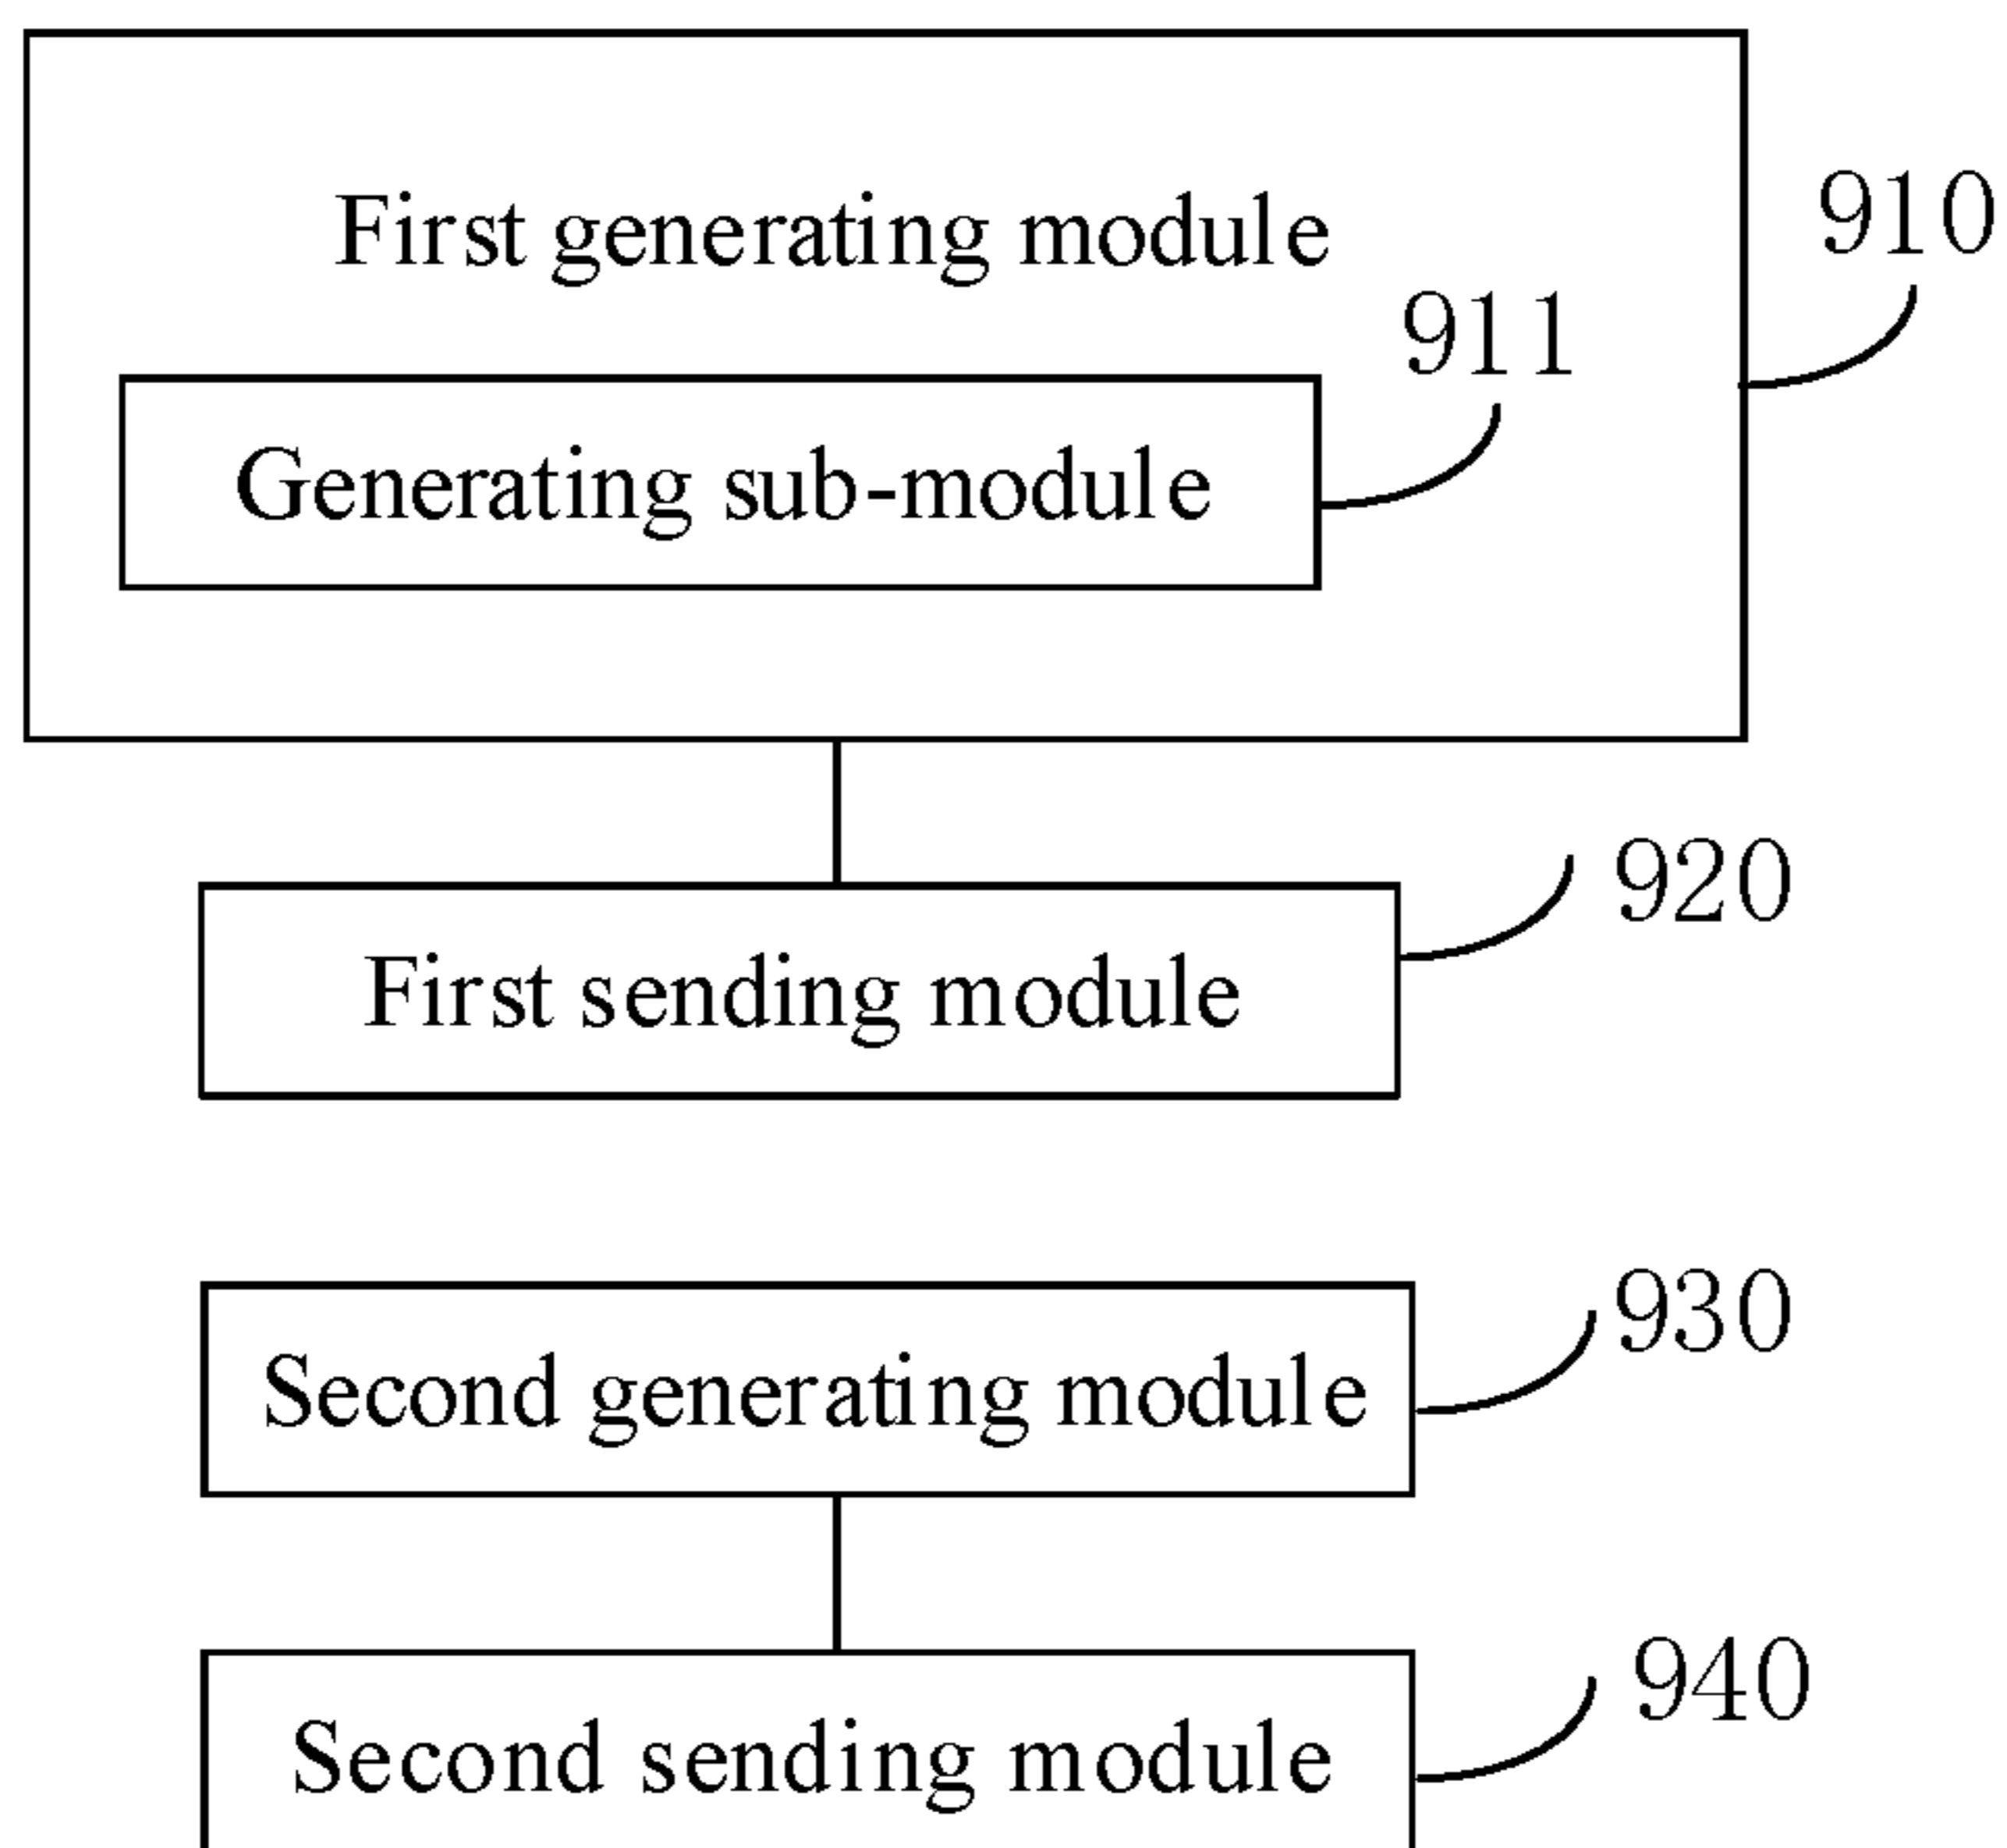 First generating module
910
911
Generating sub-module
920
First sending module
930
Second generating module
940
Second sending module